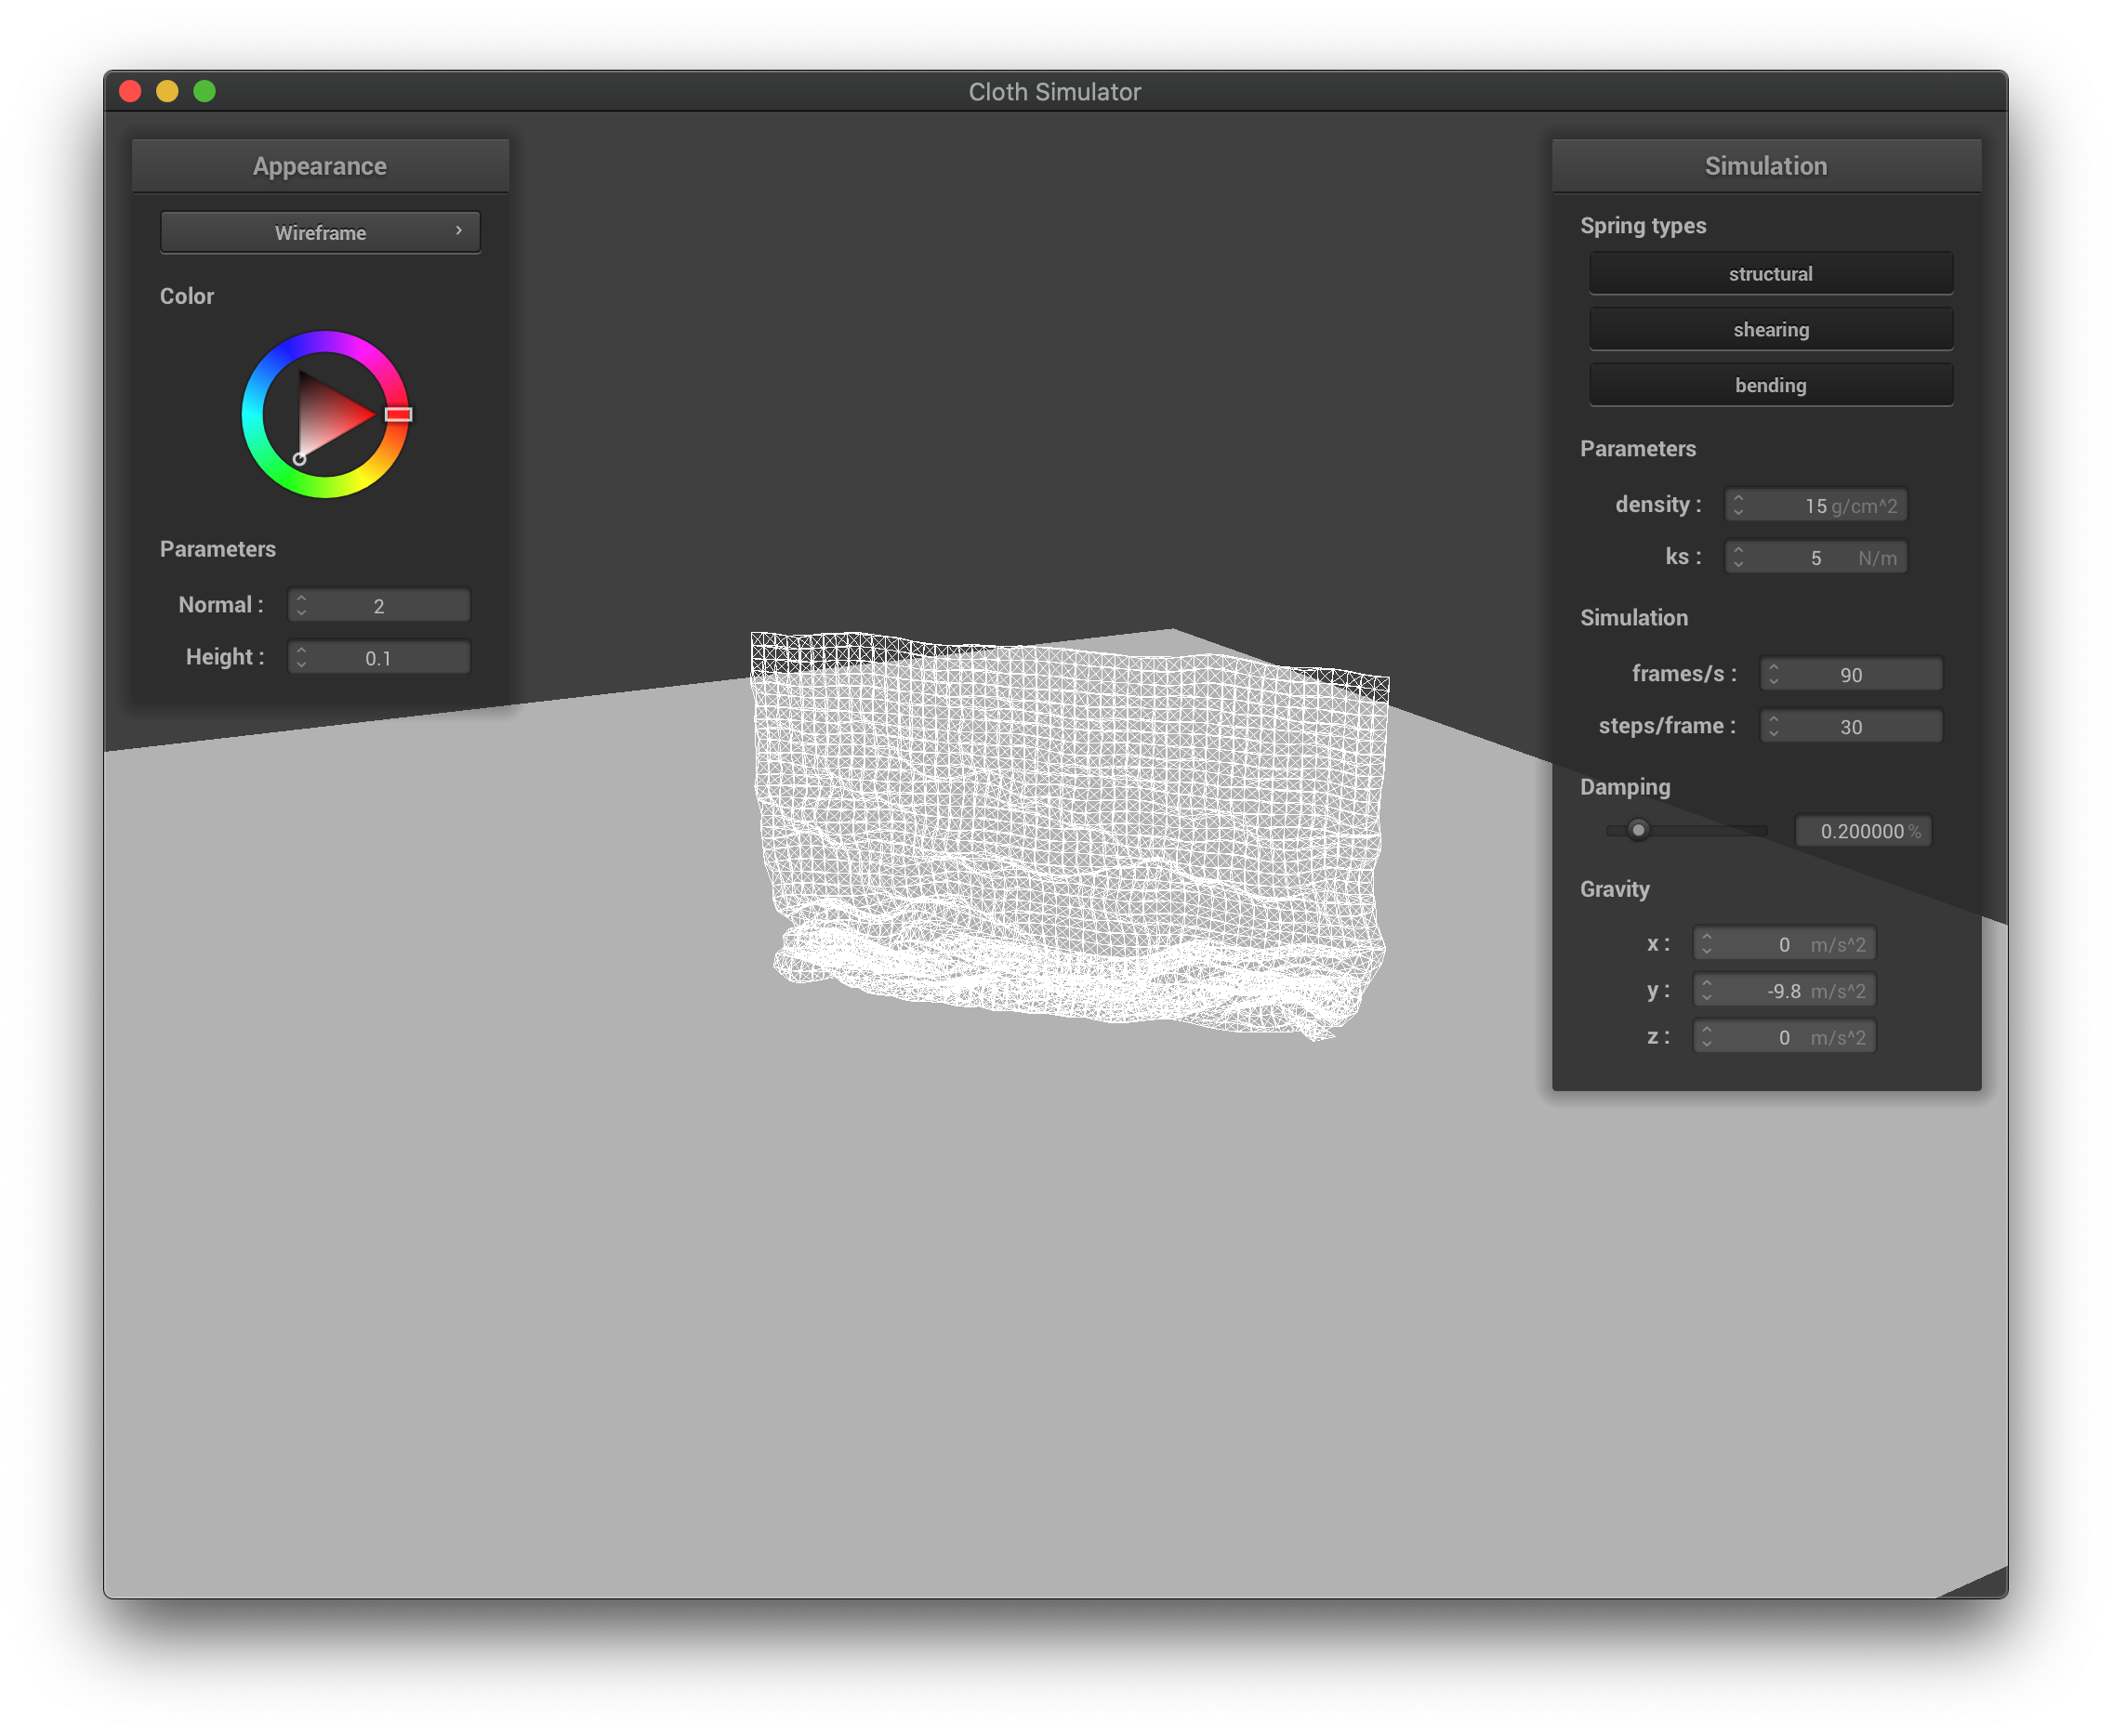 Cloth Simulator
Appearance
Wireframe
Color
Parameters
Normal : 2
Height : 0.1
Simulation
Spring types
structural
shearing
bending
Parameters
density : 15 g/cm^2
ks : 5 N/m
Simulation
frames/s : 90
steps/frame : 30
Damping
0.200000 %
Gravity
x : 0 m/s^2
y : -9.8 m/s^2
z : 0 m/s^2